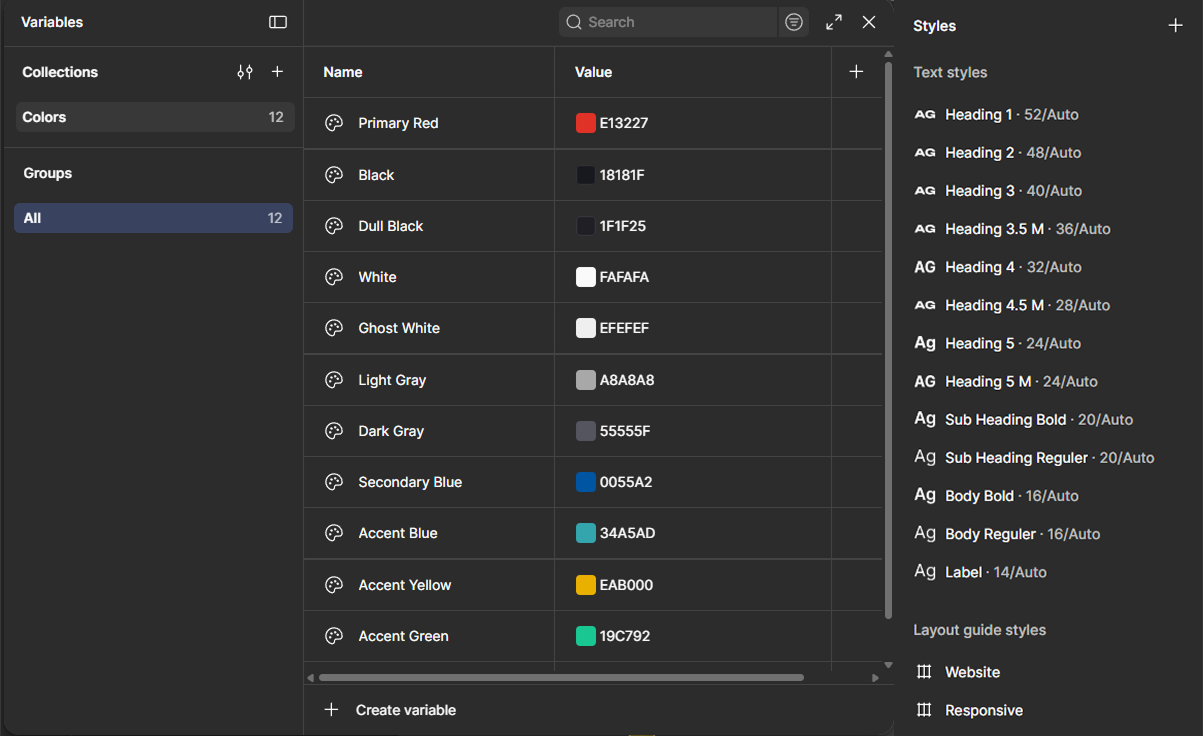 Variables
Search
Collections
Colors 12
Groups
All 12
Name Value
Primary Red E13227
Black 18181F
Dull Black 1F1F25
White FAFAFA
Ghost White EFEFEF
Light Gray A8A8A8
Dark Gray 55555F
Secondary Blue 0055A2
Accent Blue 34A5AD
Accent Yellow EAB000
Accent Green 19C792
Create variable
Styles
Text styles
AG Heading 1 · 52/Auto
AG Heading 2 · 48/Auto
AG Heading 3 · 40/Auto
AG Heading 3.5 M · 36/Auto
AG Heading 4 · 32/Auto
AG Heading 4.5 M · 28/Auto
Ag Heading 5 · 24/Auto
AG Heading 5 M · 24/Auto
Ag Sub Heading Bold · 20/Auto
Ag Sub Heading Reguler · 20/Auto
Ag Body Bold · 16/Auto
Ag Body Reguler · 16/Auto
Ag Label · 14/Auto
Layout guide styles
Website
Responsive